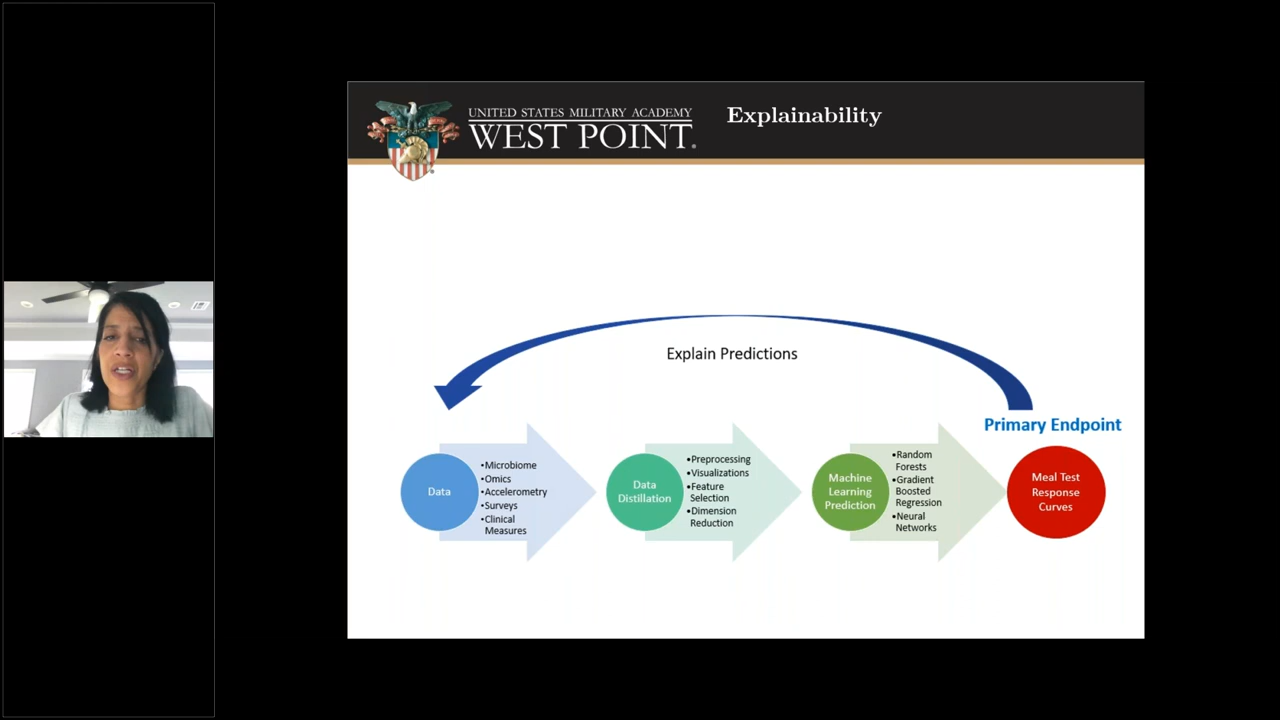 UNITED STATES MILITARY ACADEMY
WEST POINT®
Explainability
Explain Predictions
Primary Endpoint
Data
•Microbiome
•Omics
•Accelerometry
•Surveys
•Clinical
Measures
Data
Distillation
•Preprocessing
•Visualizations
•Feature
Selection
•Dimension
Reduction
Machine
Learning
Prediction
•Random
Forests
•Gradient
Boosted
Regression
•Neural
Networks
Meal Test
Response
Curves